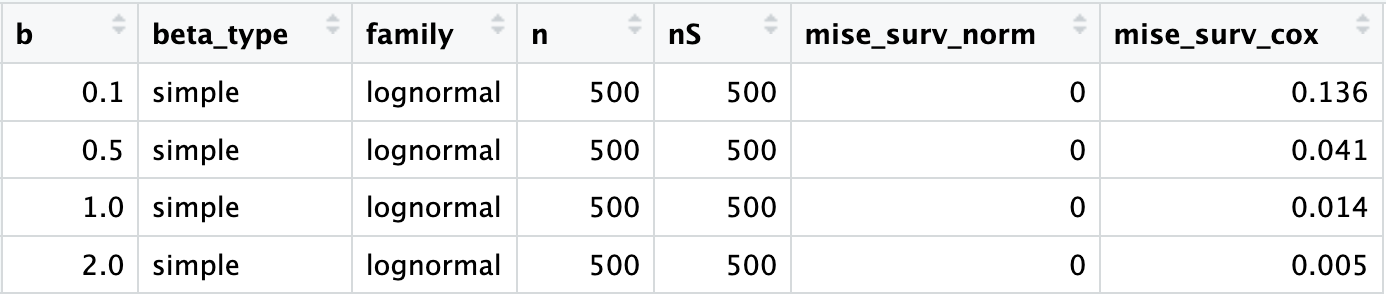 b beta_type family n nS mise_surv_norm mise_surv_cox
0.1 simple lognormal 500 500 0 0.136
0.5 simple lognormal 500 500 0 0.041
1.0 simple lognormal 500 500 0 0.014
2.0 simple lognormal 500 500 0 0.005